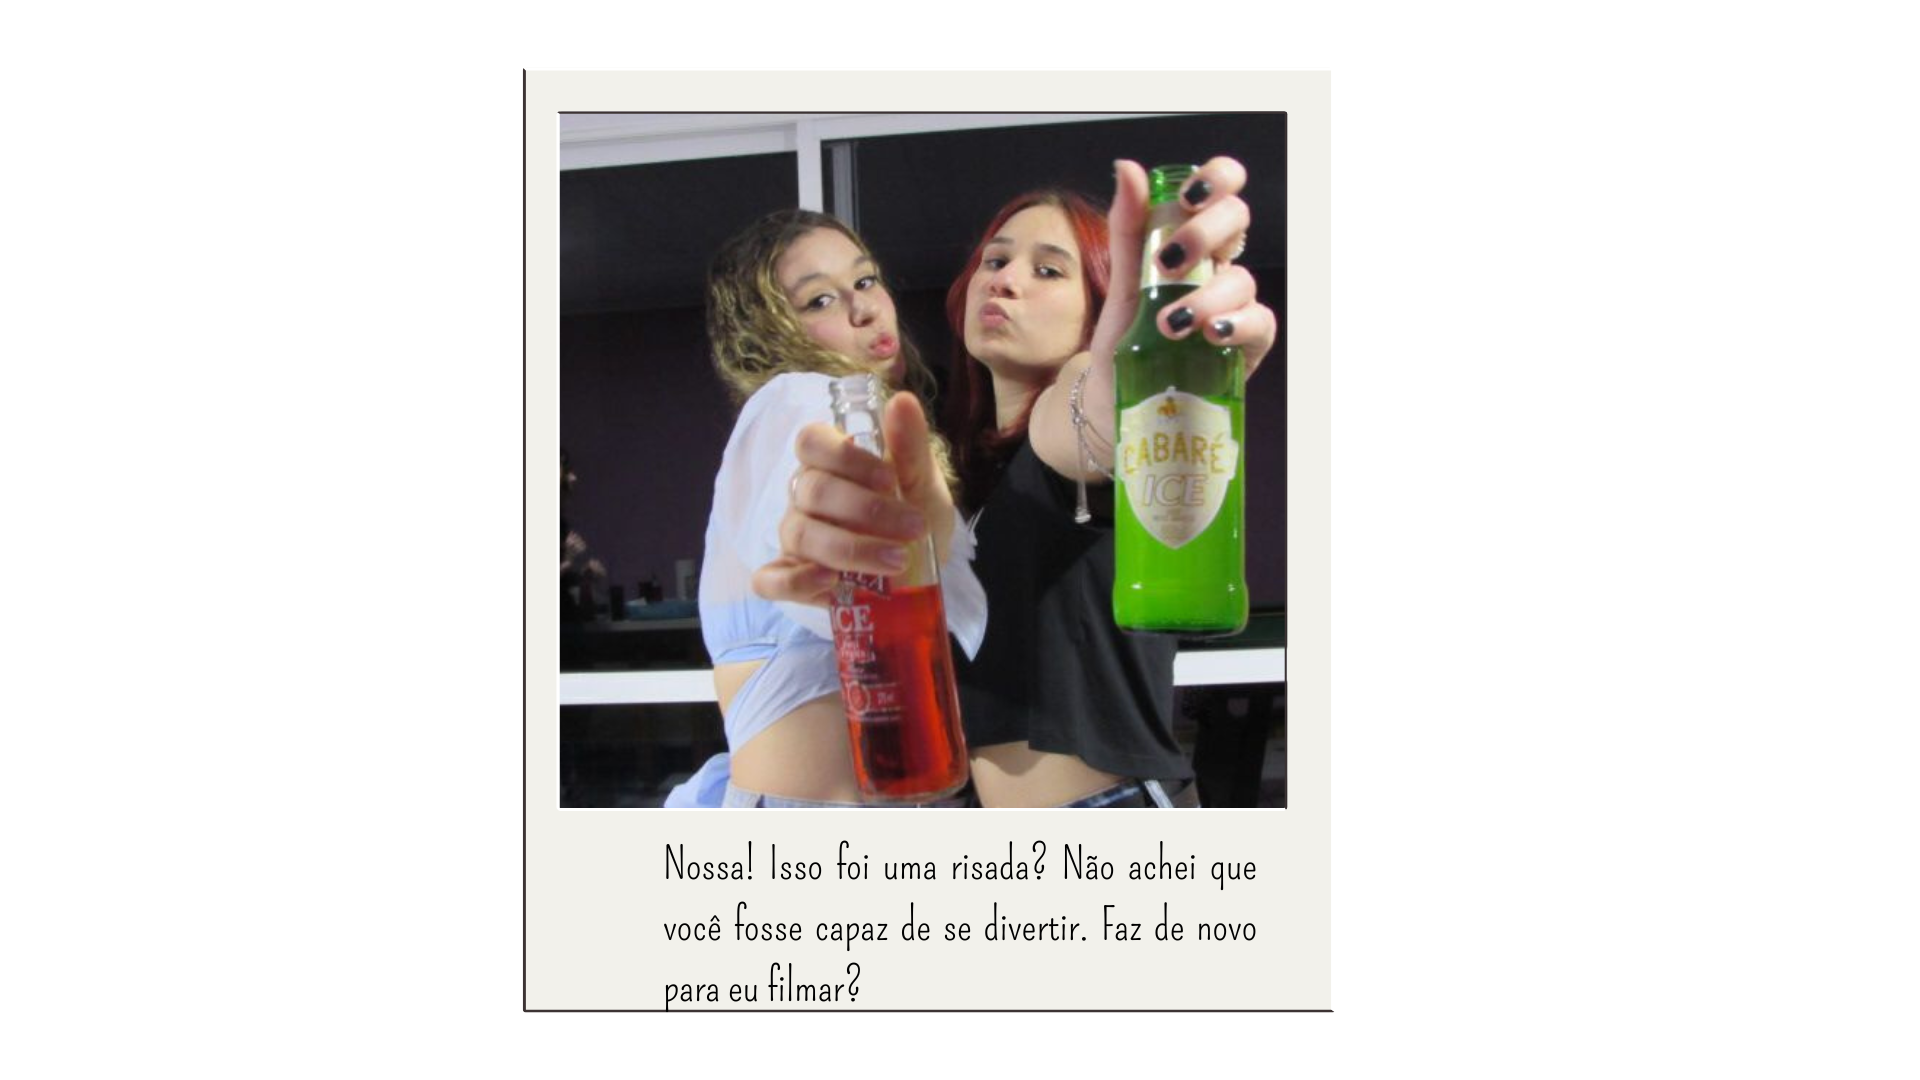 CABARÉ
ICE
ICE
Nossa! Isso foi uma risada? Não achei que
você fosse capaz de se divertir. Faz de novo
para eu filmar?